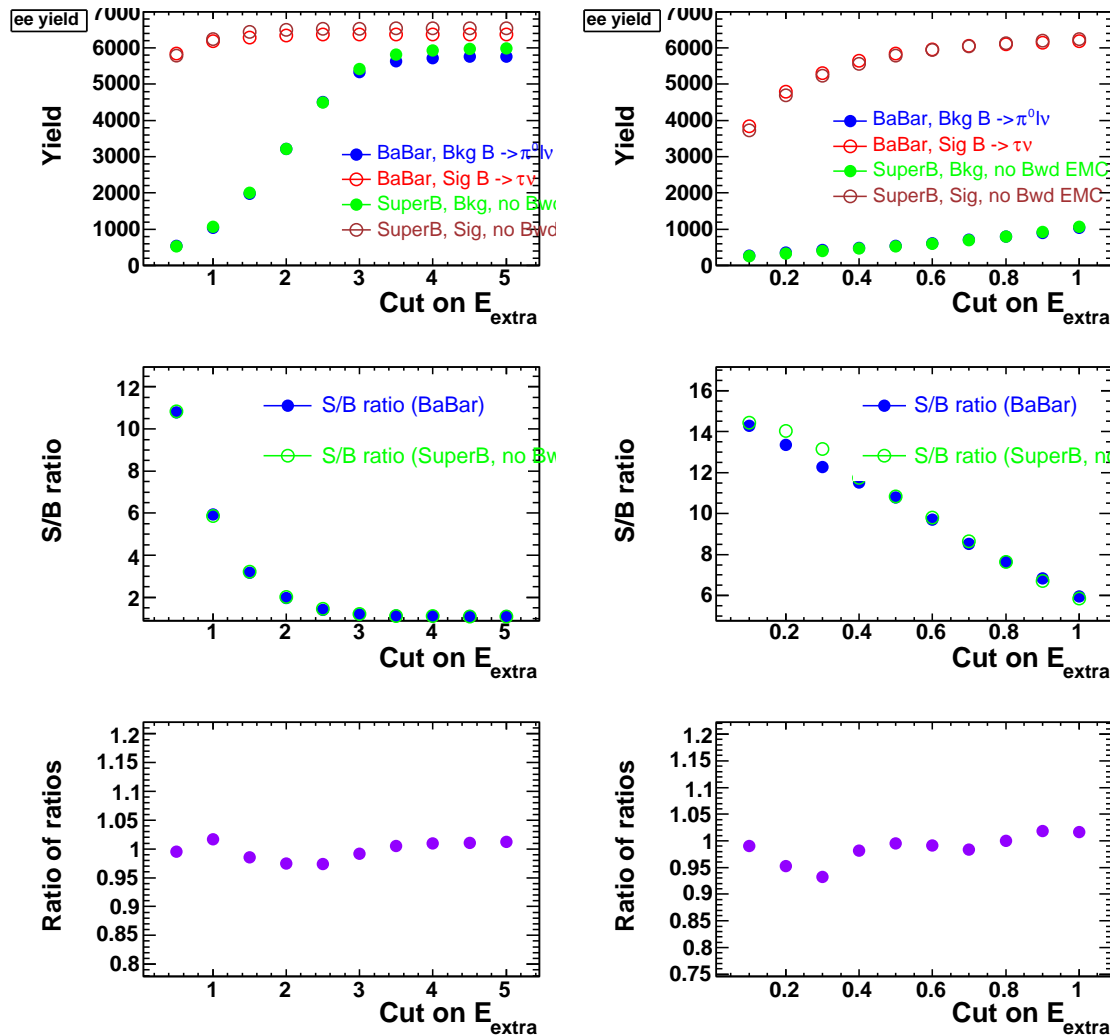 ee yield
7000
6000
5000
4000
3000
2000
1000
0
Yield
BaBar, Bkg B ->π⁰lν
BaBar, Sig B ->τν
SuperB, Bkg, no Bwd
SuperB, Sig, no Bwd
1 2 3 4 5
Cut on E_extra
ee yield
7000
6000
5000
4000
3000
2000
1000
0
Yield
BaBar, Bkg B ->π⁰lν
BaBar, Sig B ->τν
SuperB, Bkg, no Bwd EMC
SuperB, Sig, no Bwd EMC
0.2 0.4 0.6 0.8 1
Cut on E_extra
12
10
8
6
4
2
S/B ratio
S/B ratio (BaBar)
S/B ratio (SuperB, no Bw
1 2 3 4 5
Cut on E_extra
16
14
12
10
8
6
S/B ratio
S/B ratio (BaBar)
S/B ratio (SuperB, no
0.2 0.4 0.6 0.8 1
Cut on E_extra
1.2
1.15
1.1
1.05
1
0.95
0.9
0.85
0.8
Ratio of ratios
1 2 3 4 5
Cut on E_extra
1.2
1.15
1.1
1.05
1
0.95
0.9
0.85
0.8
0.75
Ratio of ratios
0.2 0.4 0.6 0.8 1
Cut on E_extra